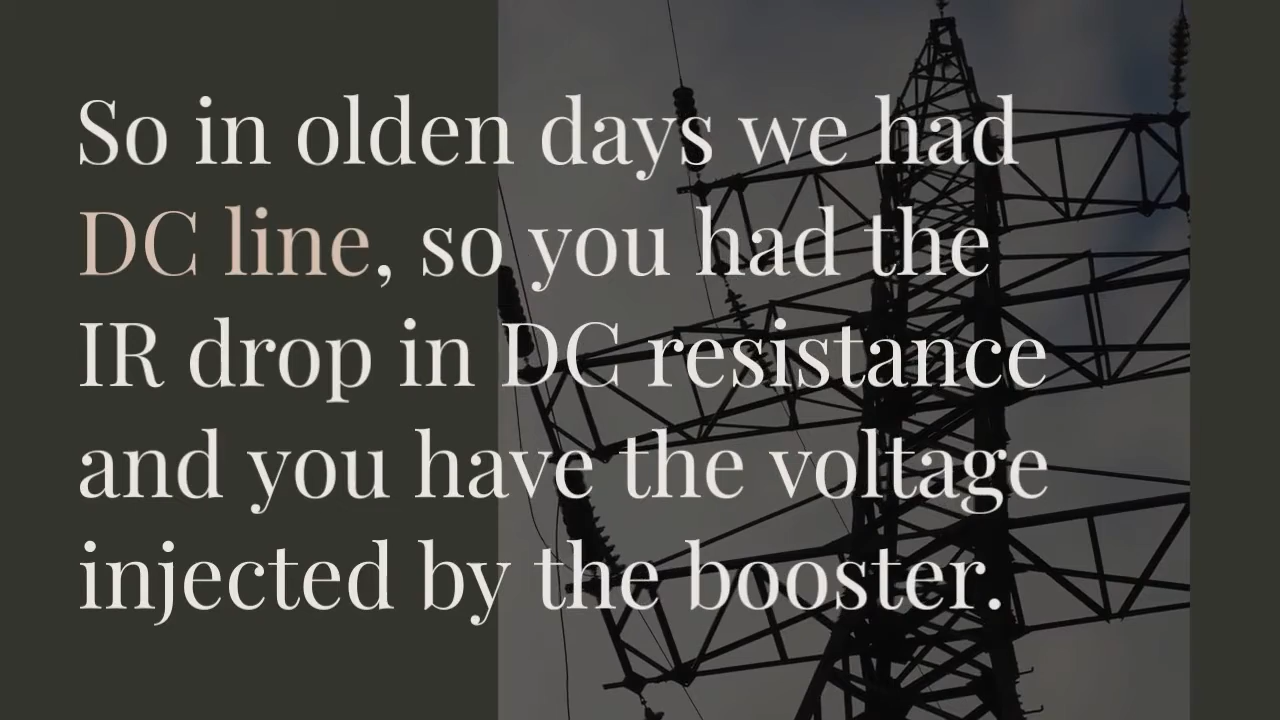 So in olden days we had
DC line, so you had the
IR drop in DC resistance
and you have the voltage
injected by the booster.